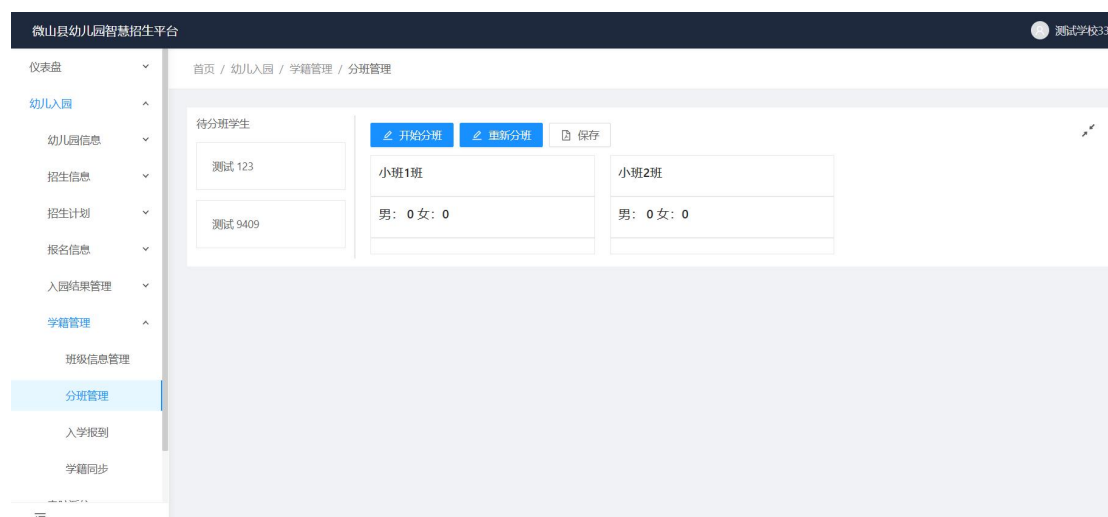 微山县幼儿园智慧招生平台
测试学校33
仪表盘
首页 / 幼儿入园 / 学籍管理 / 分班管理
幼儿入园
幼儿园信息
招生信息
招生计划
报名信息
入园结果管理
学籍管理
班级信息管理
分班管理
入学报到
学籍同步
待分班学生
测试 123
测试 9409
开始分班 重新分班 保存
小班1班 小班2班
男： 0 女： 0 男： 0 女： 0